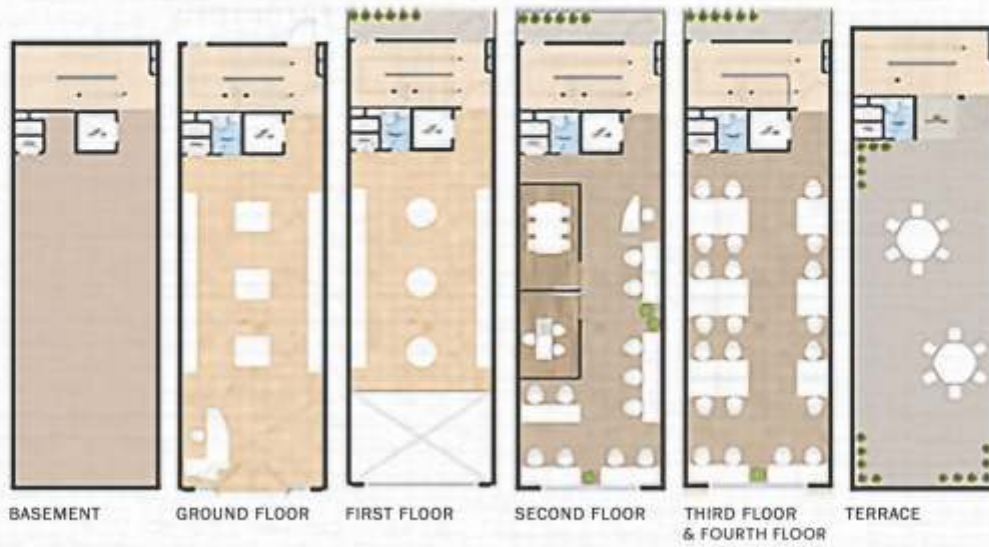 BASEMENT
GROUND FLOOR
FIRST FLOOR
SECOND FLOOR
THIRD FLOOR
& FOURTH FLOOR
TERRACE